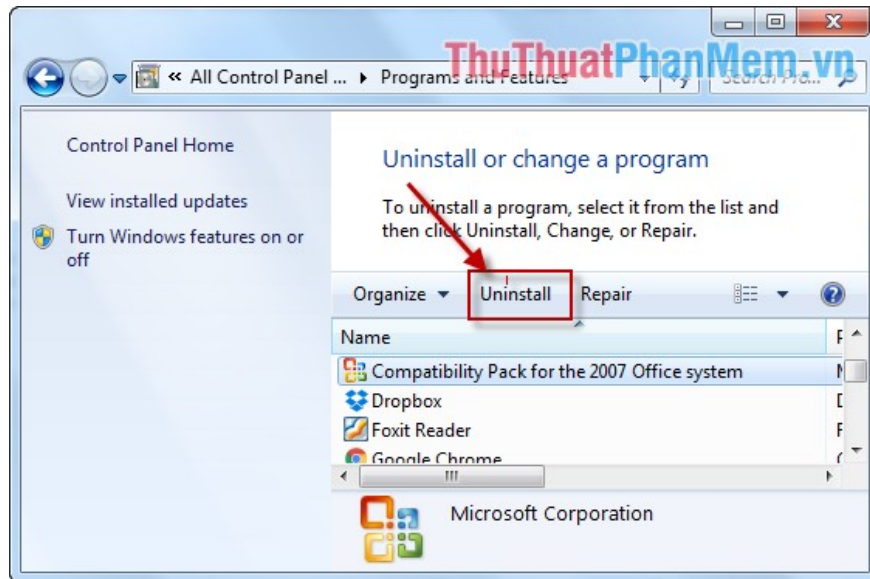 ThuThuatPhanMem.vn
« All Control Panel ... ▸ Programs and Features
Search Pro...
Control Panel Home
View installed updates
Turn Windows features on or
off
Uninstall or change a program
To uninstall a program, select it from the list and
then click Uninstall, Change, or Repair.
Organize Uninstall Repair
Name
Compatibility Pack for the 2007 Office system
Dropbox
Foxit Reader
Google Chrome
Microsoft Corporation